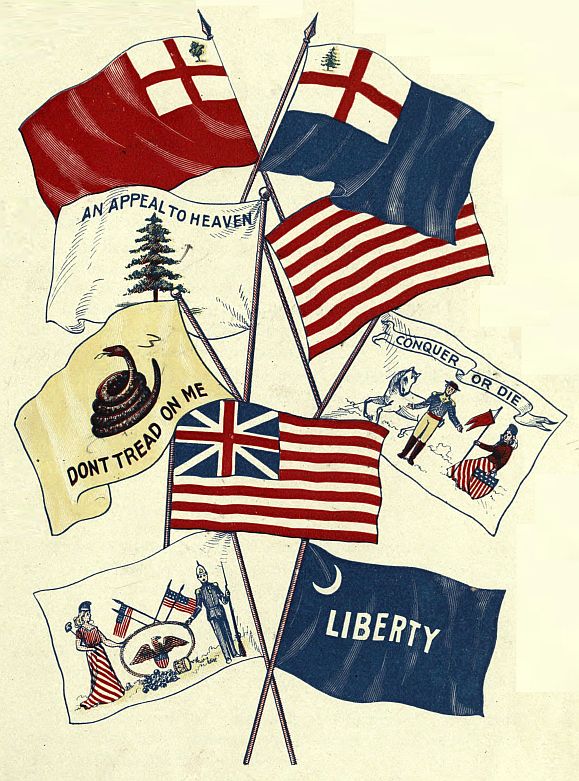 AN APPEAL TO HEAVEN
CONQUER OR DIE
DONT TREAD ON ME
LIBERTY